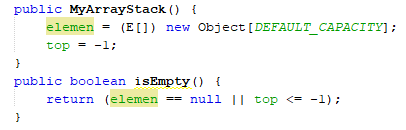 public MyArrayStack() {
elemen = (E[]) new Object[DEFAULT_CAPACITY];
top = -1;
}
public boolean isEmpty() {
return (elemen == null || top <= -1);
}